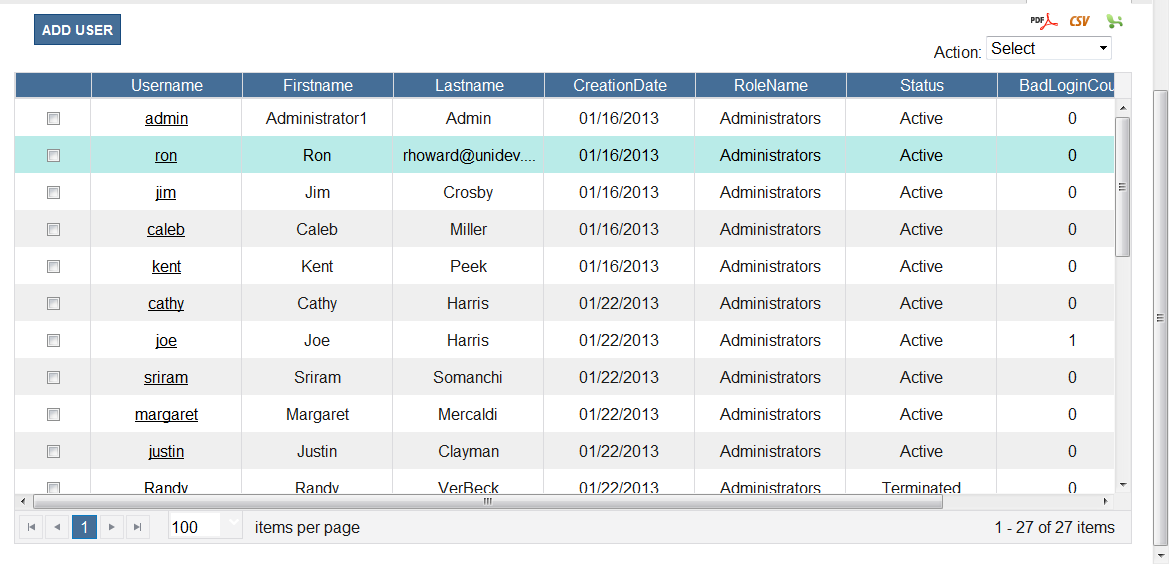 PDF CSV
ADD USER
Action: Select
Username Firstname Lastname CreationDate RoleName Status BadLoginCou
admin Administrator1 Admin 01/16/2013 Administrators Active 0
ron Ron rhoward@unidev.... 01/16/2013 Administrators Active 0
jim Jim Crosby 01/16/2013 Administrators Active 0
caleb Caleb Miller 01/16/2013 Administrators Active 0
kent Kent Peek 01/16/2013 Administrators Active 0
cathy Cathy Harris 01/22/2013 Administrators Active 0
joe Joe Harris 01/22/2013 Administrators Active 1
sriram Sriram Somanchi 01/22/2013 Administrators Active 0
margaret Margaret Mercaldi 01/22/2013 Administrators Active 0
justin Justin Clayman 01/22/2013 Administrators Active 0
Randy Randy VerBeck 01/22/2013 Administrators Terminated 0
1 100 items per page 1 - 27 of 27 items